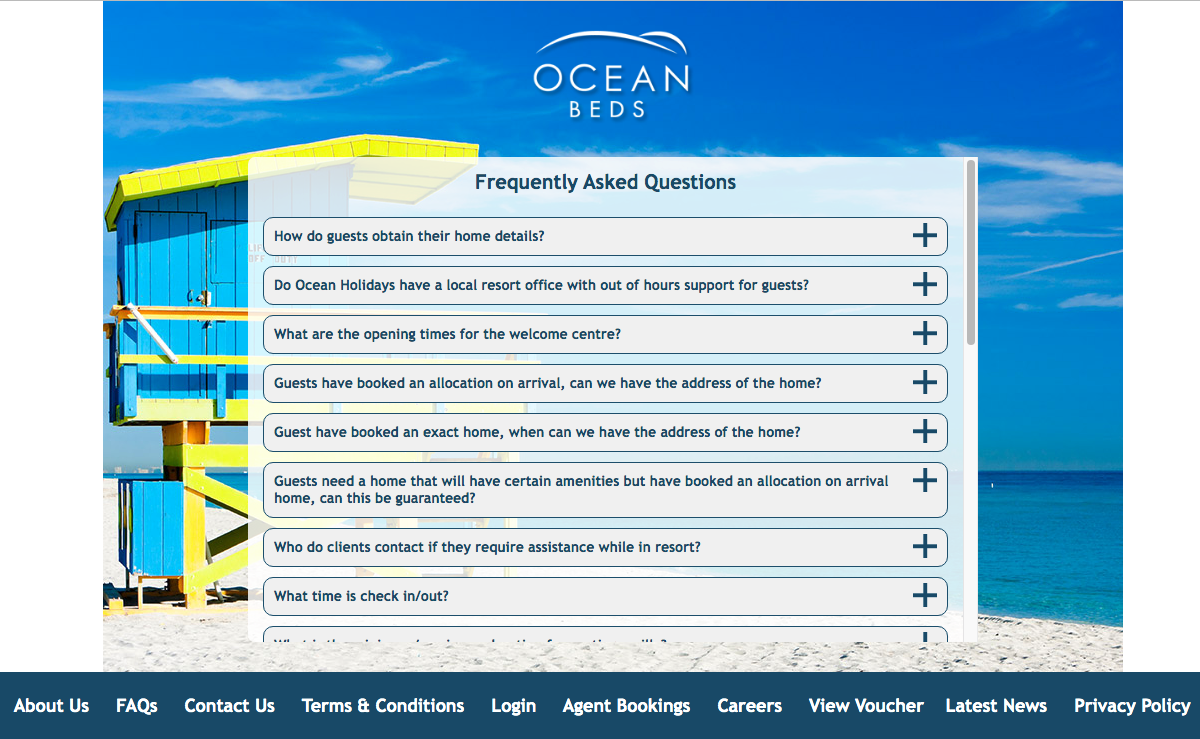 OCEAN
BEDS
Frequently Asked Questions
How do guests obtain their home details?
Do Ocean Holidays have a local resort office with out of hours support for guests?
What are the opening times for the welcome centre?
Guests have booked an allocation on arrival, can we have the address of the home?
Guest have booked an exact home, when can we have the address of the home?
Guests need a home that will have certain amenities but have booked an allocation on arrival
home, can this be guaranteed?
Who do clients contact if they require assistance while in resort?
What time is check in/out?
OFF DUTY
About Us FAQs Contact Us Terms & Conditions Login Agent Bookings Careers View Voucher Latest News Privacy Policy